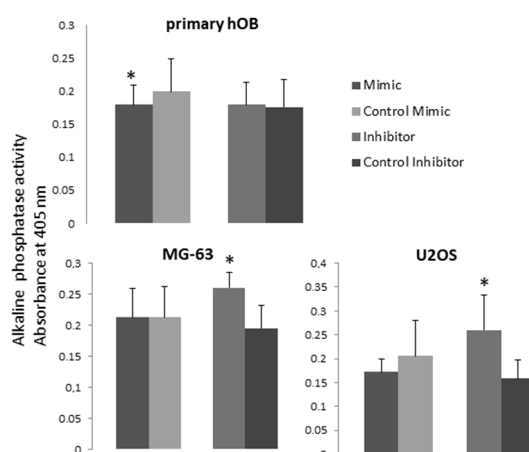 primary hOB
0.3
0.25
0.2
0.15
0.1
0.05
0
*
Mimic
Control Mimic
Inhibitor
Control Inhibitor
Alkaline phosphatase activity
Absorbance at 405 nm
MG-63
0,3
0.25
0.2
0.15
0,1
0.05
0
*
U2OS
0,4
0.35
0,3
0.25
0.2
0.15
0,1
0.05
0
*